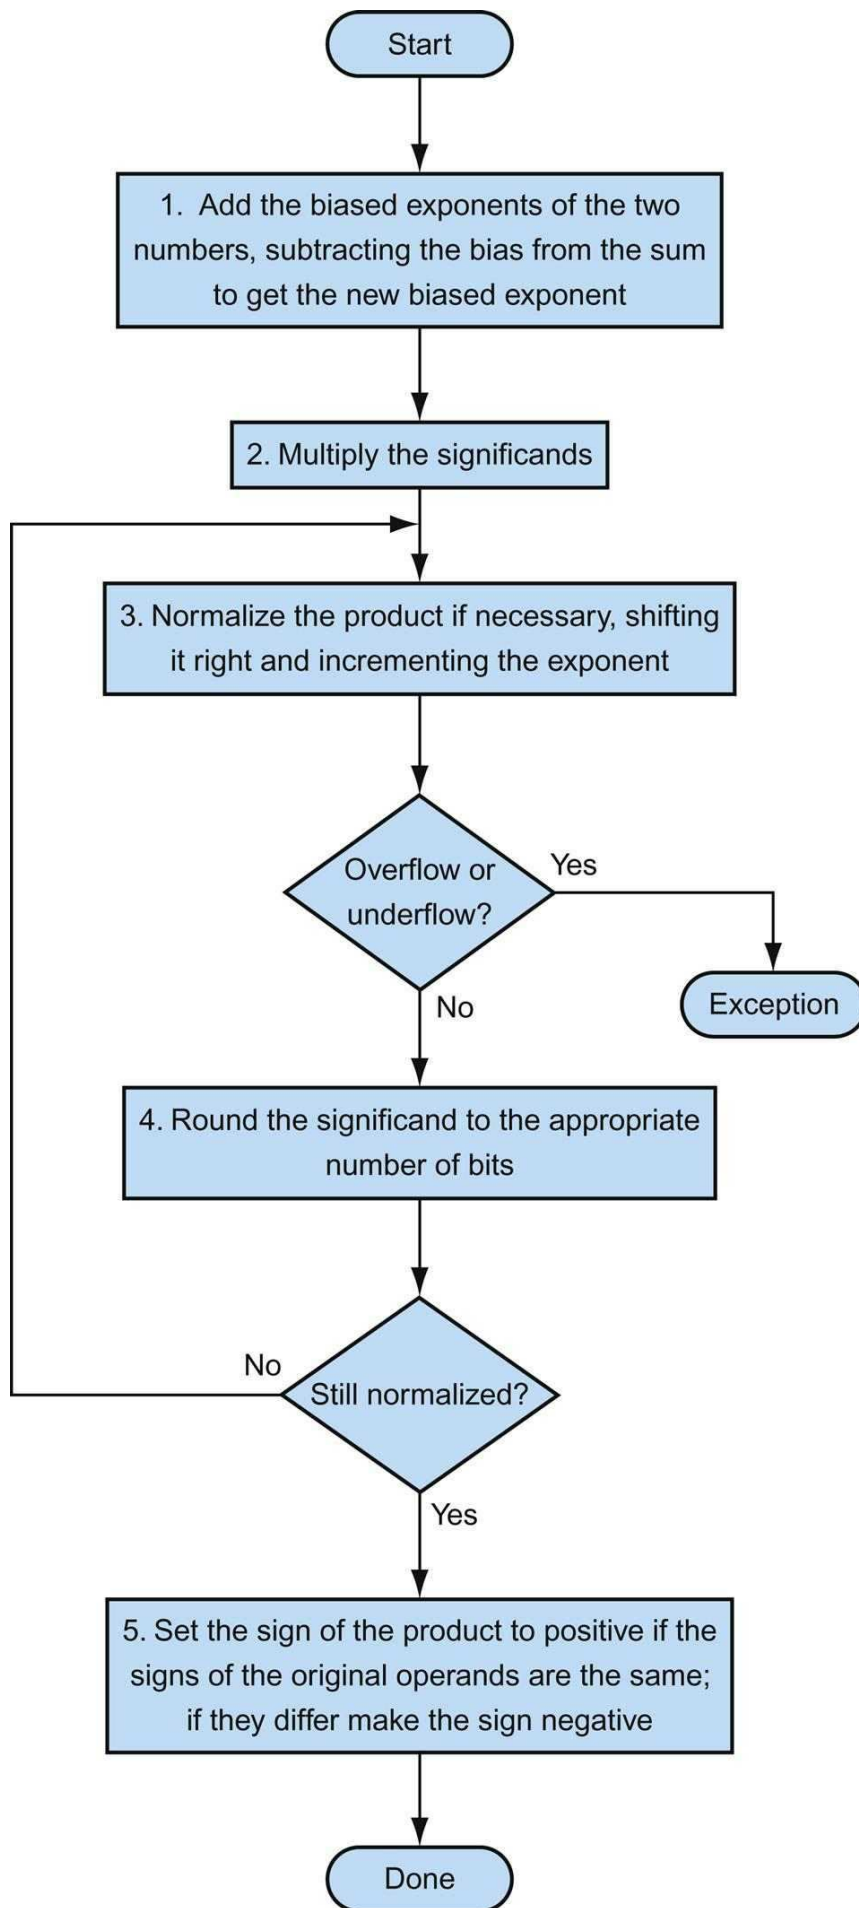 Start
1. Add the biased exponents of the two
numbers, subtracting the bias from the sum
to get the new biased exponent
2. Multiply the significands
3. Normalize the product if necessary, shifting
it right and incrementing the exponent
Overflow or
underflow?
Yes
No
Exception
4. Round the significand to the appropriate
number of bits
No
Still normalized?
Yes
5. Set the sign of the product to positive if the
signs of the original operands are the same;
if they differ make the sign negative
Done